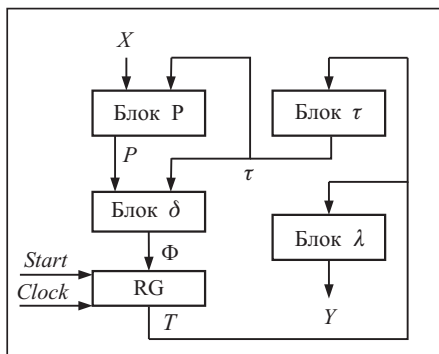 X
Блок P
Блок τ
P
τ
Блок δ
Блок λ
Φ
Start
RG
Clock
T
Y